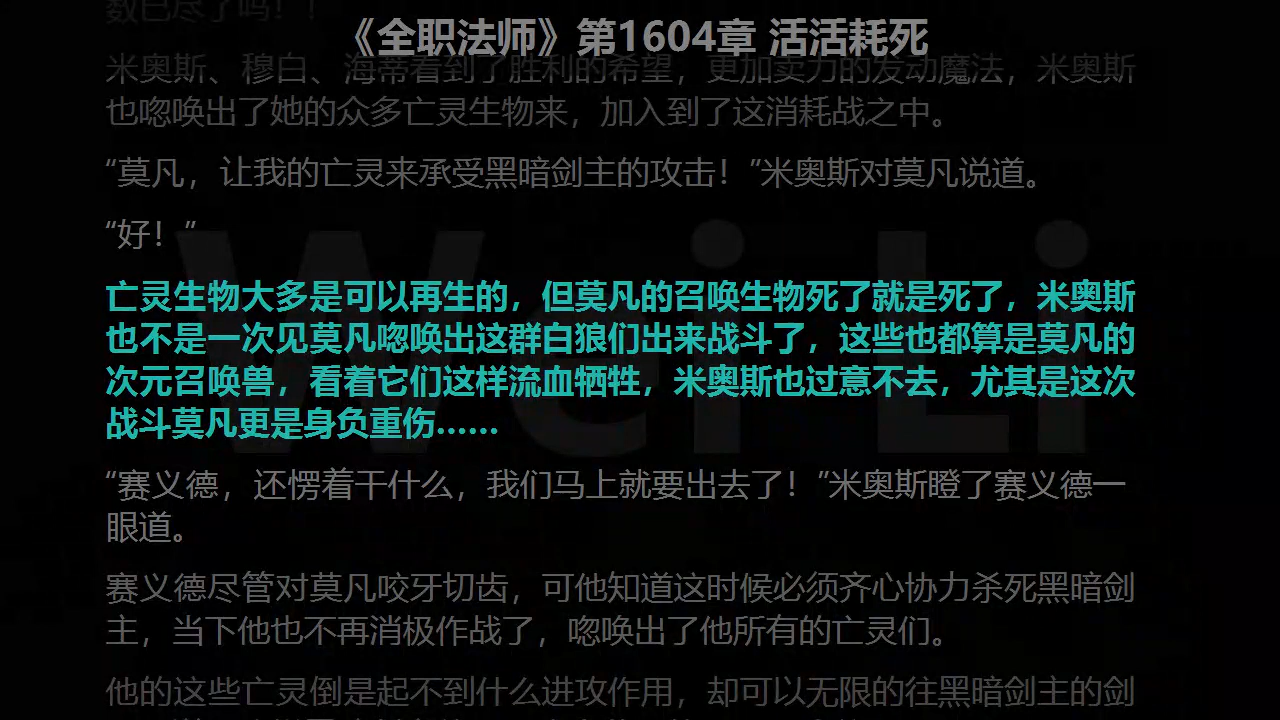 数已尽了吗！！
《全职法师》第1604章 活活耗死
米奥斯、穆白、海蒂看到了胜利的希望，更加卖力的发动魔法，米奥斯
也唿唤出了她的众多亡灵生物来，加入到了这消耗战之中。
“莫凡，让我的亡灵来承受黑暗剑主的攻击！”米奥斯对莫凡说道。
“好！”
亡灵生物大多是可以再生的，但莫凡的召唤生物死了就是死了，米奥斯
也不是一次见莫凡唿唤出这群白狼们出来战斗了，这些也都算是莫凡的
次元召唤兽，看着它们这样流血牺牲，米奥斯也过意不去，尤其是这次
战斗莫凡更是身负重伤……
“赛义德，还愣着干什么，我们马上就要出去了！”米奥斯瞪了赛义德一
眼道。
赛义德尽管对莫凡咬牙切齿，可他知道这时候必须齐心协力杀死黑暗剑
主，当下他也不再消极作战了，唿唤出了他所有的亡灵们。
他的这些亡灵倒是起不到什么进攻作用，却可以无限的往黑暗剑主的剑
Wei Li